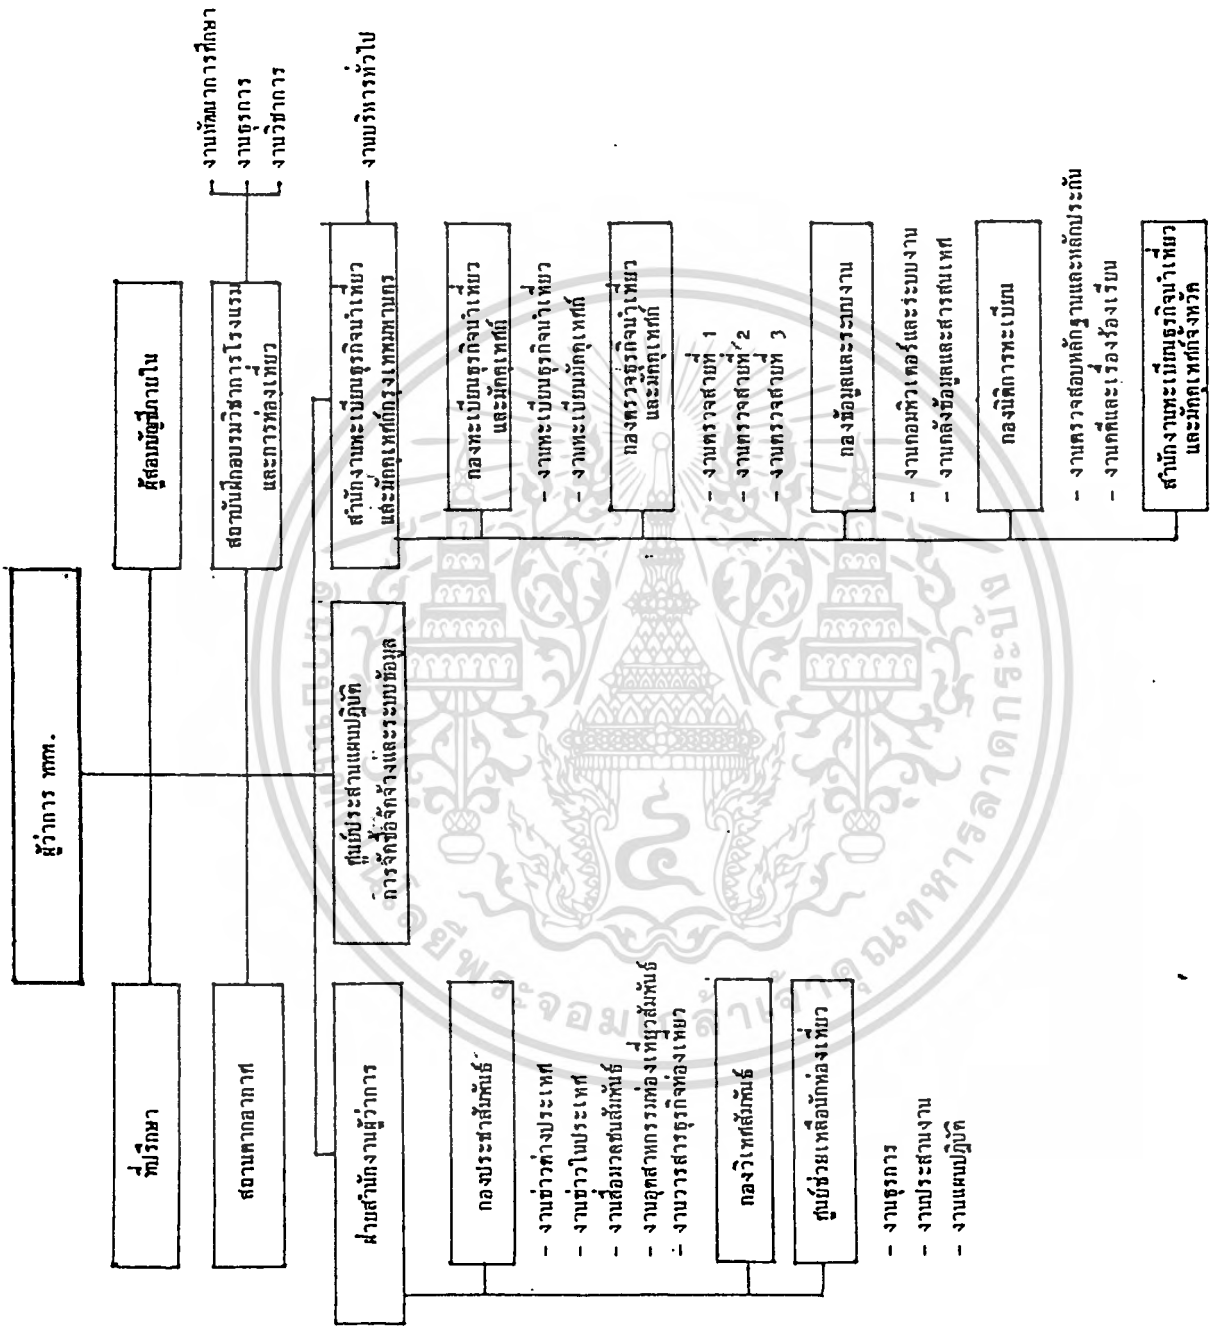 ผู้ว่าการ ททท.
ที่ปรึกษา
ผู้สอบบัญชีภายใน
สถานตากอากาศ
สถาบันฝึกอบรมวิชาการโรงแรม
และการท่องเที่ยว
- งานพัฒนาการศึกษา
- งานธุรการ
- งานวิชาการ
ฝ่ายสำนักงานผู้ว่าการ
ศูนย์ประสานแผนปฏิบัติ
การจัดซื้อจัดจ้างและระบบข้อมูล
สำนักงานทะเบียนธุรกิจนำเที่ยว
และมัคคุเทศก์กรุงเทพมหานคร
- งานบริหารทั่วไป
กองประชาสัมพันธ์
- งานข่าวต่างประเทศ
- งานข่าวในประเทศ
- งานสื่อมวลชนสัมพันธ์
- งานอุตสาหกรรมท่องเที่ยวสัมพันธ์
- งานวารสารธุรกิจท่องเที่ยว
กองวิเทศสัมพันธ์
ศูนย์ช่วยเหลือนักท่องเที่ยว
- งานธุรการ
- งานประสานงาน
- งานแผนปฏิบัติ
กองทะเบียนธุรกิจนำเที่ยว
และมัคคุเทศก์
- งานทะเบียนธุรกิจนำเที่ยว
- งานทะเบียนมัคคุเทศก์
กองตรวจธุรกิจนำเที่ยว
และมัคคุเทศก์
- งานตรวจสายที่ 1
- งานตรวจสายที่ 2
- งานตรวจสายที่ 3
กองข้อมูลและระบบงาน
- งานคอมพิวเตอร์และระบบงาน
- งานคลังข้อมูลและสารสนเทศ
กองนิติการทะเบียน
- งานตรวจสอบหลักฐานและหลักประกัน
- งานคดีและเรื่องร้องเรียน
สำนักงานทะเบียนธุรกิจนำเที่ยว
และมัคคุเทศก์จังหวัด